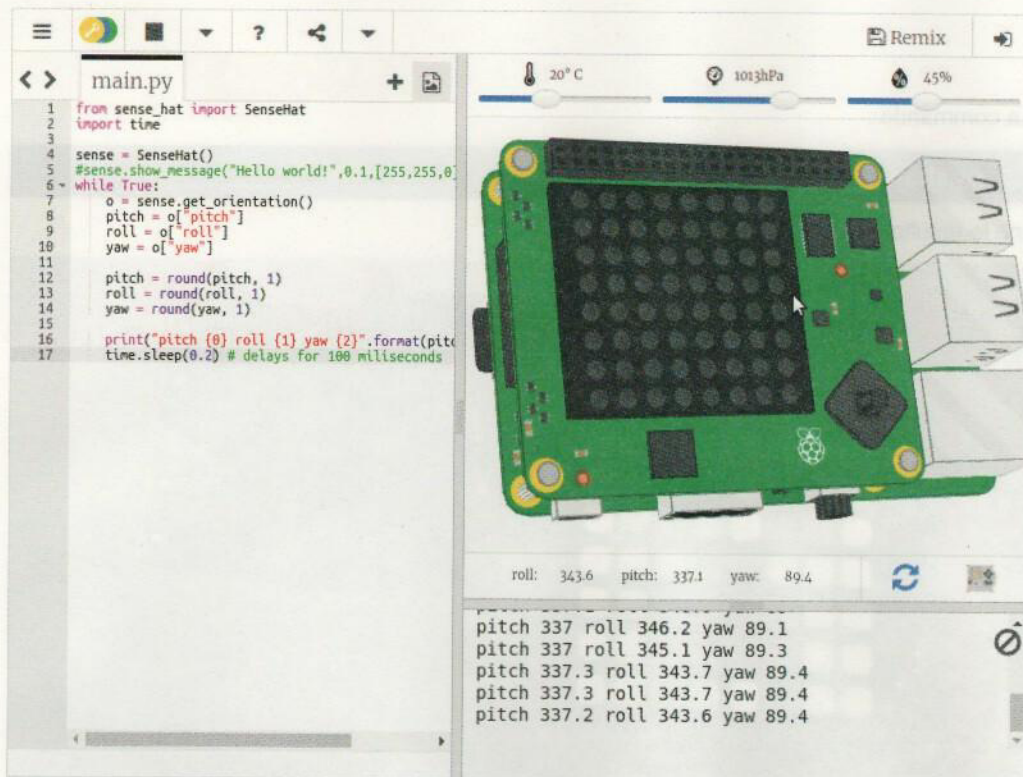 ?
Remix
main.py
+
20° C
1013hPa
%
45%
1 from sense_hat import SenseHat
2 import time
3
4 sense = SenseHat()
5 #sense.show_message("Hello world!",0.1,[255,255,0]
6 while True:
7 o = sense.get_orientation()
8 pitch = o["pitch"]
9 roll = o["roll"]
10 yaw = o["yaw"]
11
12 pitch = round(pitch, 1)
13 roll = round(roll, 1)
14 yaw = round(yaw, 1)
15
16 print("pitch {0} roll {1} yaw {2}".format(pitc
17 time.sleep(0.2) # delays for 100 miliseconds
roll: 343.6 pitch: 337.1 yaw: 89.4
pitch 337 roll 346.2 yaw 89.1
pitch 337 roll 345.1 yaw 89.3
pitch 337.3 roll 343.7 yaw 89.4
pitch 337.3 roll 343.7 yaw 89.4
pitch 337.2 roll 343.6 yaw 89.4